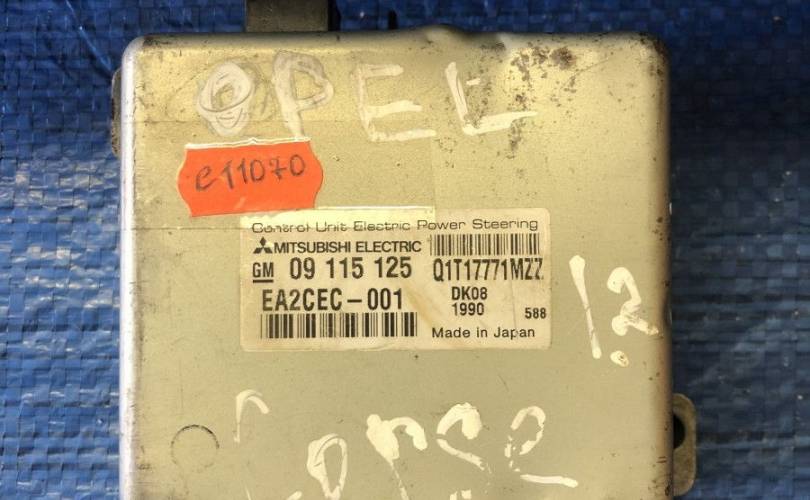 OPEL
e11070
Control Unit Electric Power Steering
MITSUBISHI ELECTRIC
GM 09 115 125 Q1T17771MZZ
EA2CEC-001 DK08
1990 588
Made in Japan
1.2